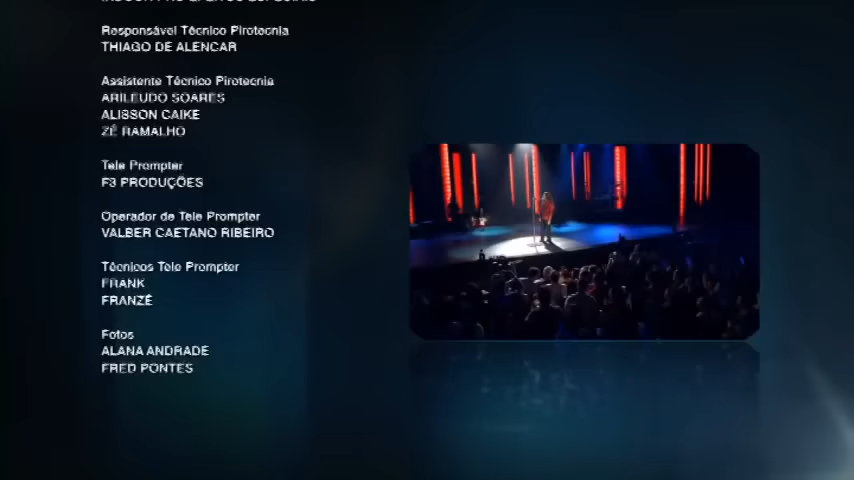 Responsável Técnico Pirotecnia
THIAGO DE ALENCAR
Assistente Técnico Pirotecnia
ARILEUDO SOARES
ALISSON CAIKE
ZÉ RAMALHO
Tele Prompter
F3 PRODUÇÕES
Operador de Tele Prompter
VALBER CAETANO RIBEIRO
Técnicos Tele Prompter
FRANK
FRANZÉ
Fotos
ALANA ANDRADE
FRED PONTES